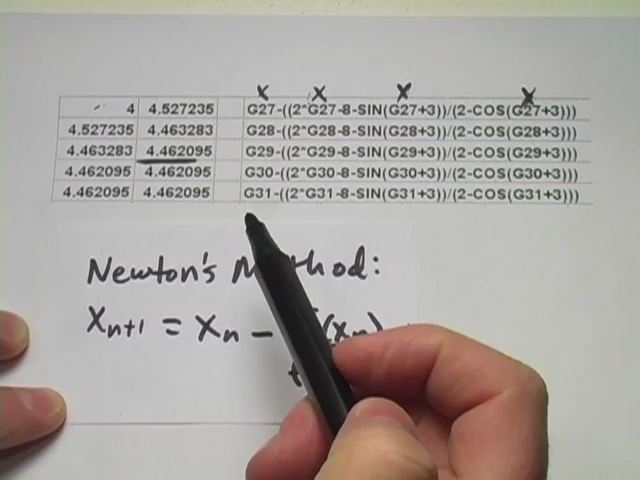 x x x x
4 4.527235 G27-((2*G27-8-SIN(G27+3))/(2-COS(G27+3)))
4.527235 4.463283 G28-((2*G28-8-SIN(G28+3))/(2-COS(G28+3)))
4.463283 4.462095 G29-((2*G29-8-SIN(G29+3))/(2-COS(G29+3)))
4.462095 4.462095 G30-((2*G30-8-SIN(G30+3))/(2-COS(G30+3)))
4.462095 4.462095 G31-((2*G31-8-SIN(G31+3))/(2-COS(G31+3)))
Newton's Method:
Xn+1 = Xn - (Xn)